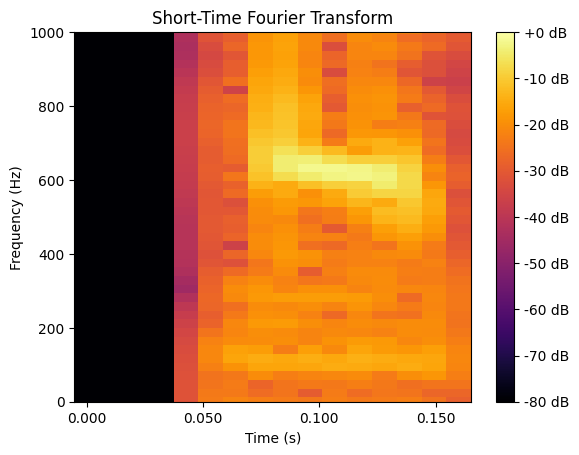 Short-Time Fourier Transform
Frequency (Hz)
1000
800
600
400
200
0
0.000
0.050
0.100
0.150
Time (s)
+0 dB
-10 dB
-20 dB
-30 dB
-40 dB
-50 dB
-60 dB
-70 dB
-80 dB